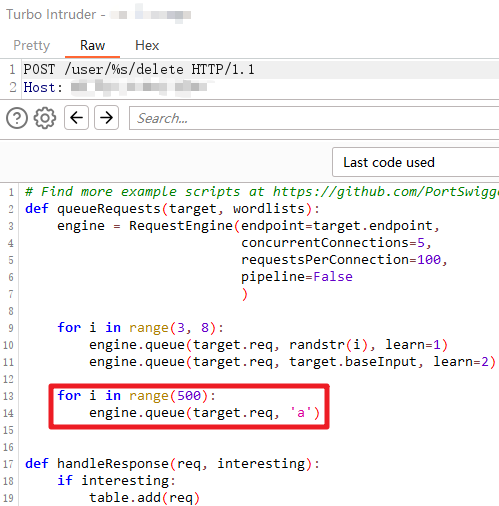 Turbo Intruder -
Pretty Raw Hex
1 POST /user/%s/delete HTTP/1.1
2 Host:
? Search...
Last code used
1 # Find more example scripts at https://github.com/PortSwigge
2 def queueRequests(target, wordlists):
3 engine = RequestEngine(endpoint=target.endpoint,
4 concurrentConnections=5,
5 requestsPerConnection=100,
6 pipeline=False
7 )
8
9 for i in range(3, 8):
10 engine.queue(target.req, randstr(i), learn=1)
11 engine.queue(target.req, target.baseInput, learn=2)
12
13 for i in range(500):
14 engine.queue(target.req, 'a')
15
16
17 def handleResponse(req, interesting):
18 if interesting:
19 table.add(req)